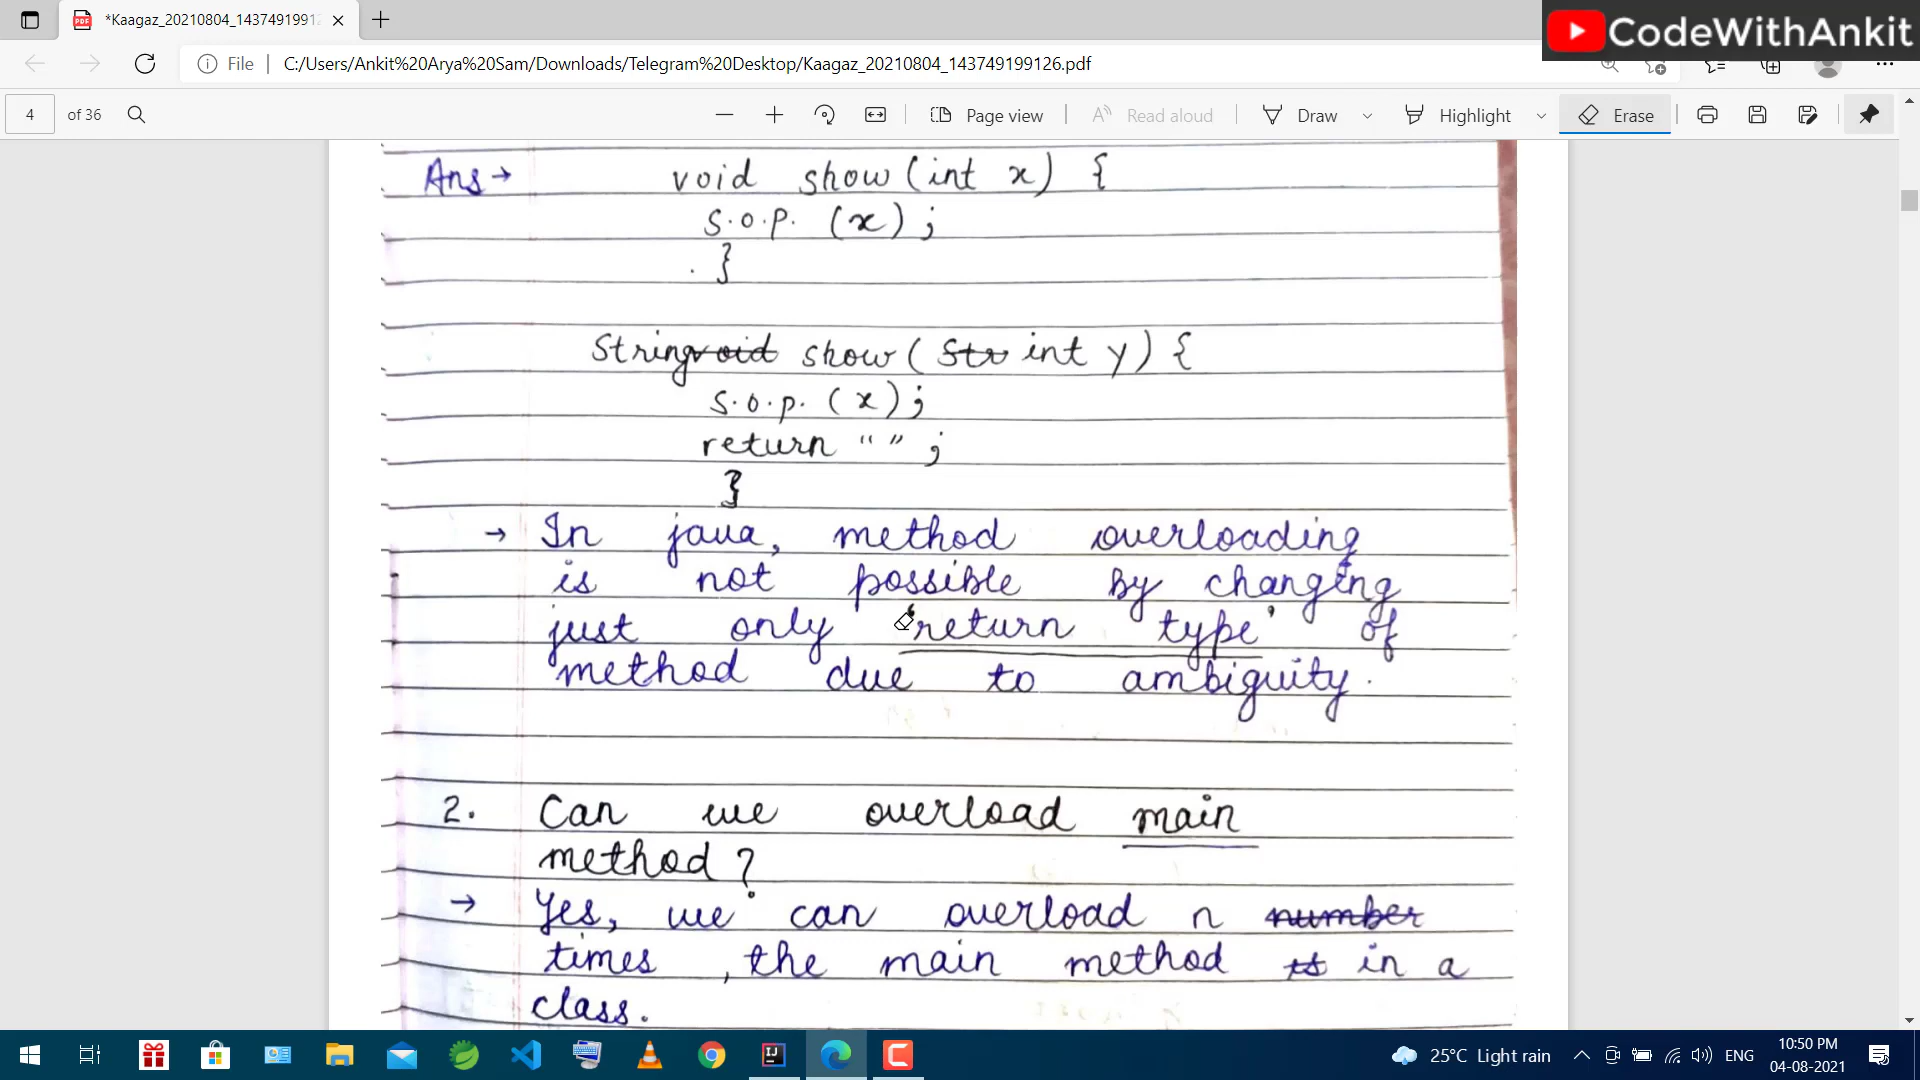 *Kaagaz_20210804_1437491991
CodeWithAnkit
File
C:/Users/Ankit%20Arya%20Sam/Downloads/Telegram%20Desktop/Kaagaz_20210804_143749199126.pdf
4 of 36 Page view Read aloud Draw Highlight Erase
Ans → void show (int x) {
s.o.p. (x) ;
. }
String void show ( Str int y) {
s.o.p. (x) ;
return “ ” ;
}
→ In java, method overloading
is not possible by changing
just only return type of
method due to ambiguity.
2. Can we overload main
method ?
→ Yes, we can overload n number
times , the main method is in a
class.
25°C Light rain ENG 10:50 PM
04-08-2021